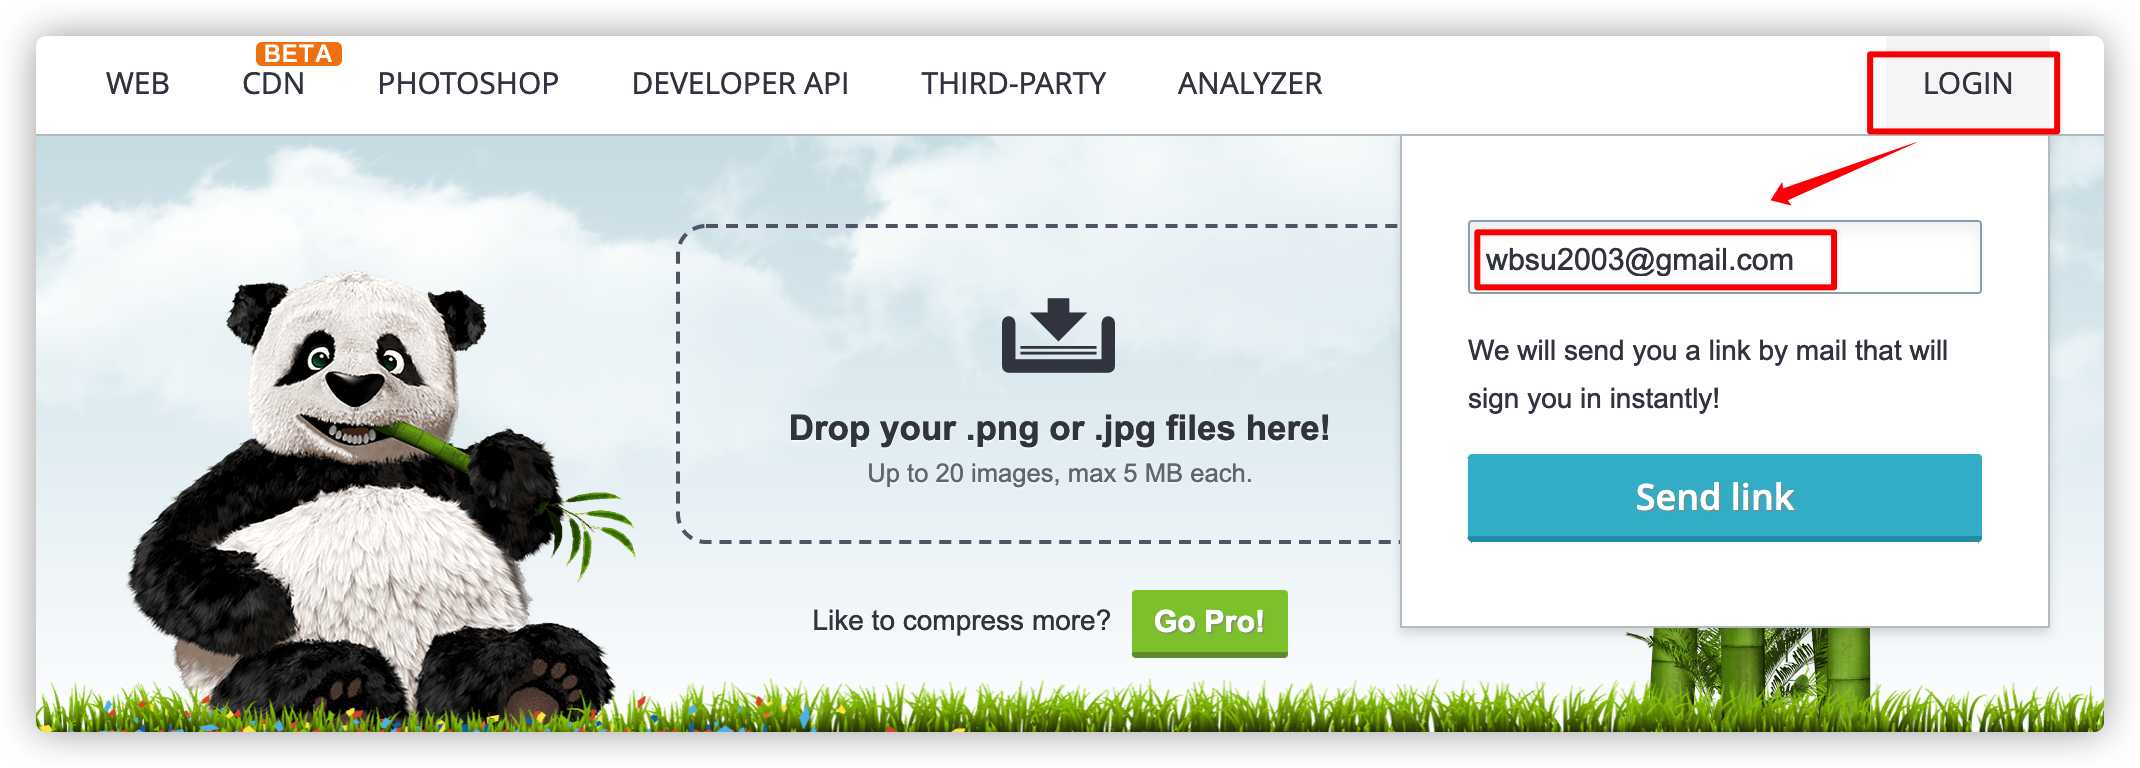 BETA
WEB CDN PHOTOSHOP DEVELOPER API THIRD-PARTY ANALYZER LOGIN
wbsu2003@gmail.com
We will send you a link by mail that will
sign you in instantly!
Send link
Drop your .png or .jpg files here!
Up to 20 images, max 5 MB each.
Like to compress more? Go Pro!